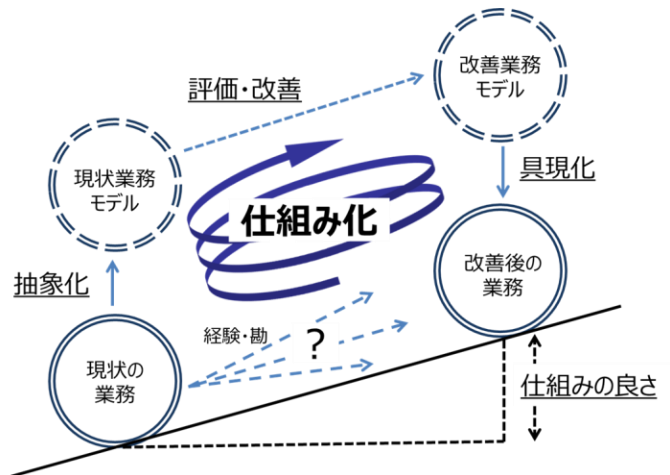 改善業務
モデル
評価・改善
現状業務
モデル
具現化
仕組み化
抽象化
改善後の
業務
経験・勘
?
現状の
業務
仕組みの良さ